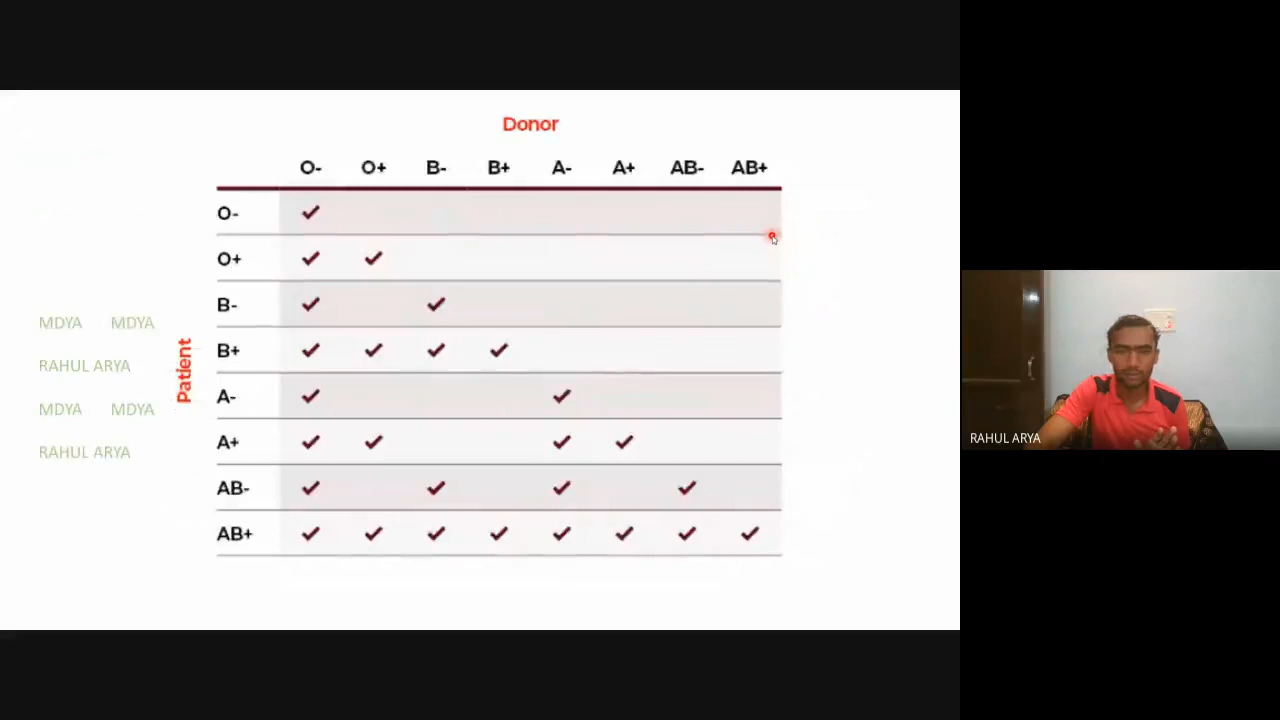 Donor
O- O+ B- B+ A- A+ AB- AB+
Patient
O- ✓
O+ ✓ ✓
B- ✓ ✓
B+ ✓ ✓ ✓ ✓
A- ✓ ✓
A+ ✓ ✓ ✓ ✓
AB- ✓ ✓ ✓ ✓
AB+ ✓ ✓ ✓ ✓ ✓ ✓ ✓ ✓
MDYA MDYA
RAHUL ARYA
MDYA MDYA
RAHUL ARYA
RAHUL ARYA